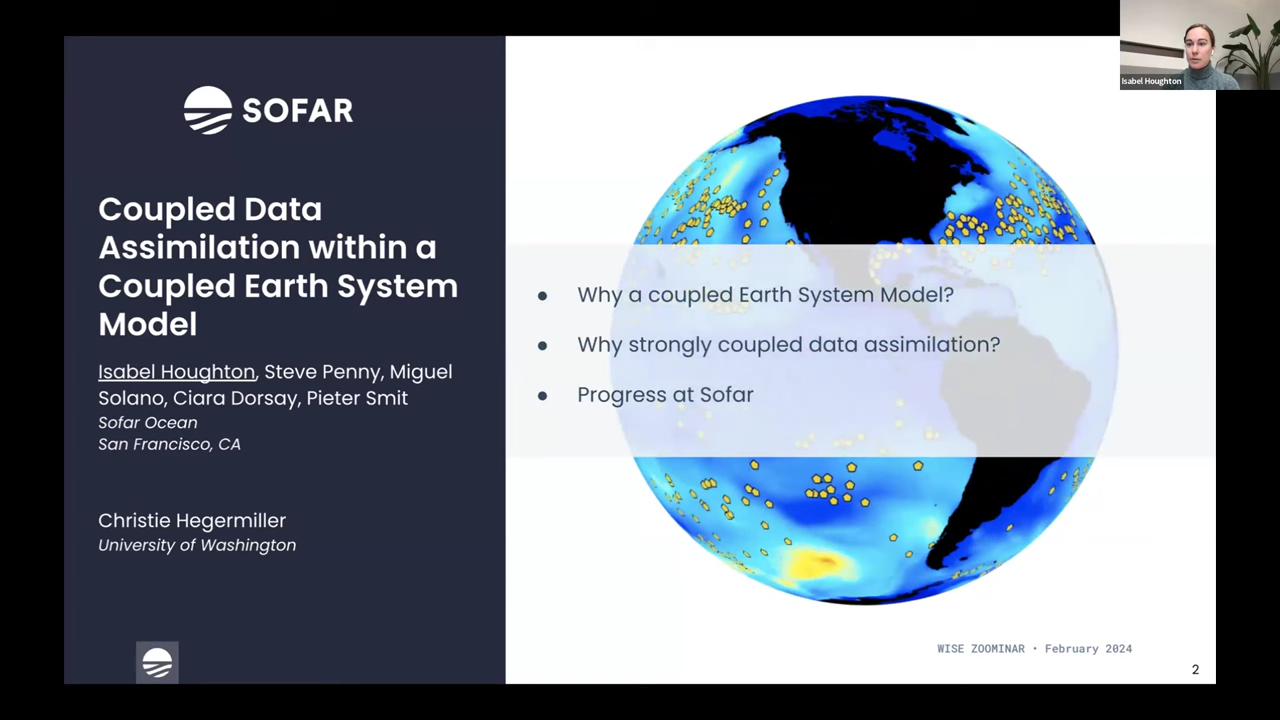 Isabel Houghton
SOFAR
Coupled Data
Assimilation within a
Coupled Earth System
Model
Isabel Houghton, Steve Penny, Miguel
Solano, Ciara Dorsay, Pieter Smit
Sofar Ocean
San Francisco, CA
Christie Hegermiller
University of Washington
● Why a coupled Earth System Model?
● Why strongly coupled data assimilation?
● Progress at Sofar
WISE ZOOMINAR • February 2024
2